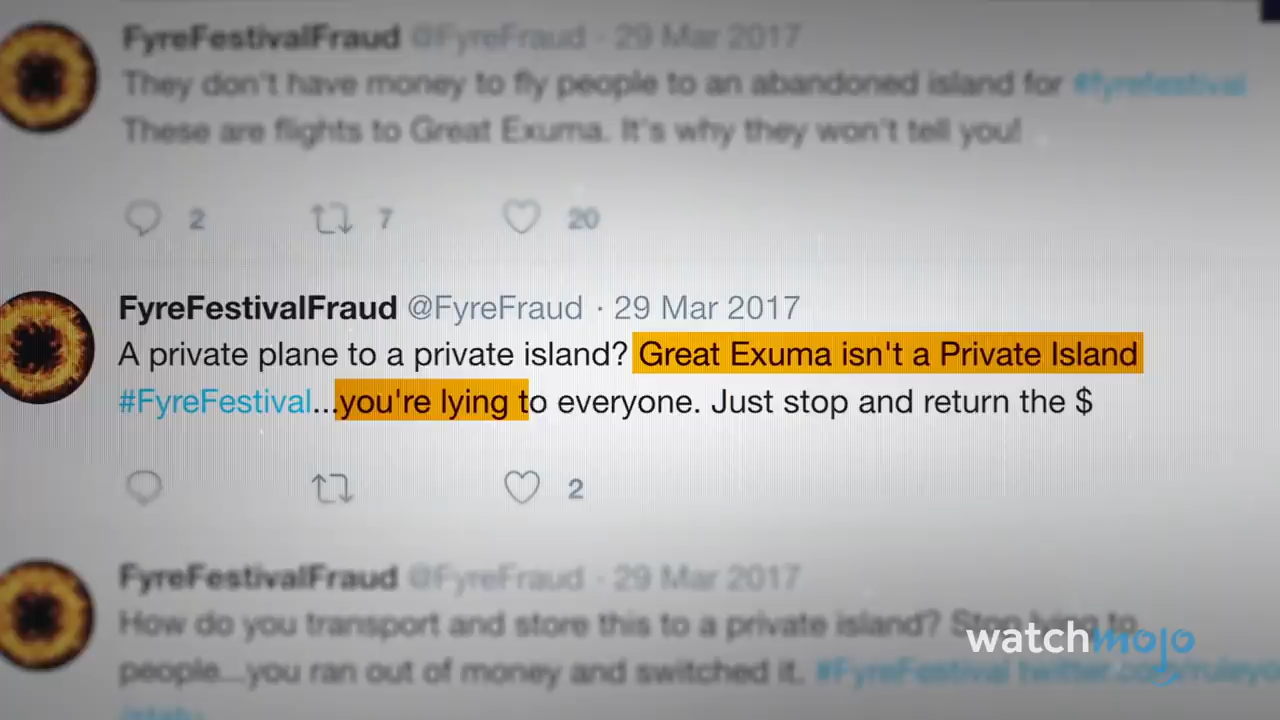 FyreFestivalFraud @FyreFraud · 29 Mar 2017
They don't have money to fly people to an abandoned island for #fyrefestival
These are flights to Great Exuma. It's why they won't tell you!
2 7 20
FyreFestivalFraud @FyreFraud · 29 Mar 2017
A private plane to a private island? Great Exuma isn't a Private Island
#FyreFestival...you're lying to everyone. Just stop and return the $
2
FyreFestivalFraud @FyreFraud · 29 Mar 2017
How do you transport and store this to a private island? Stop lying to
people...you ran out of money and switched it. #FyreFestival
watchmojo